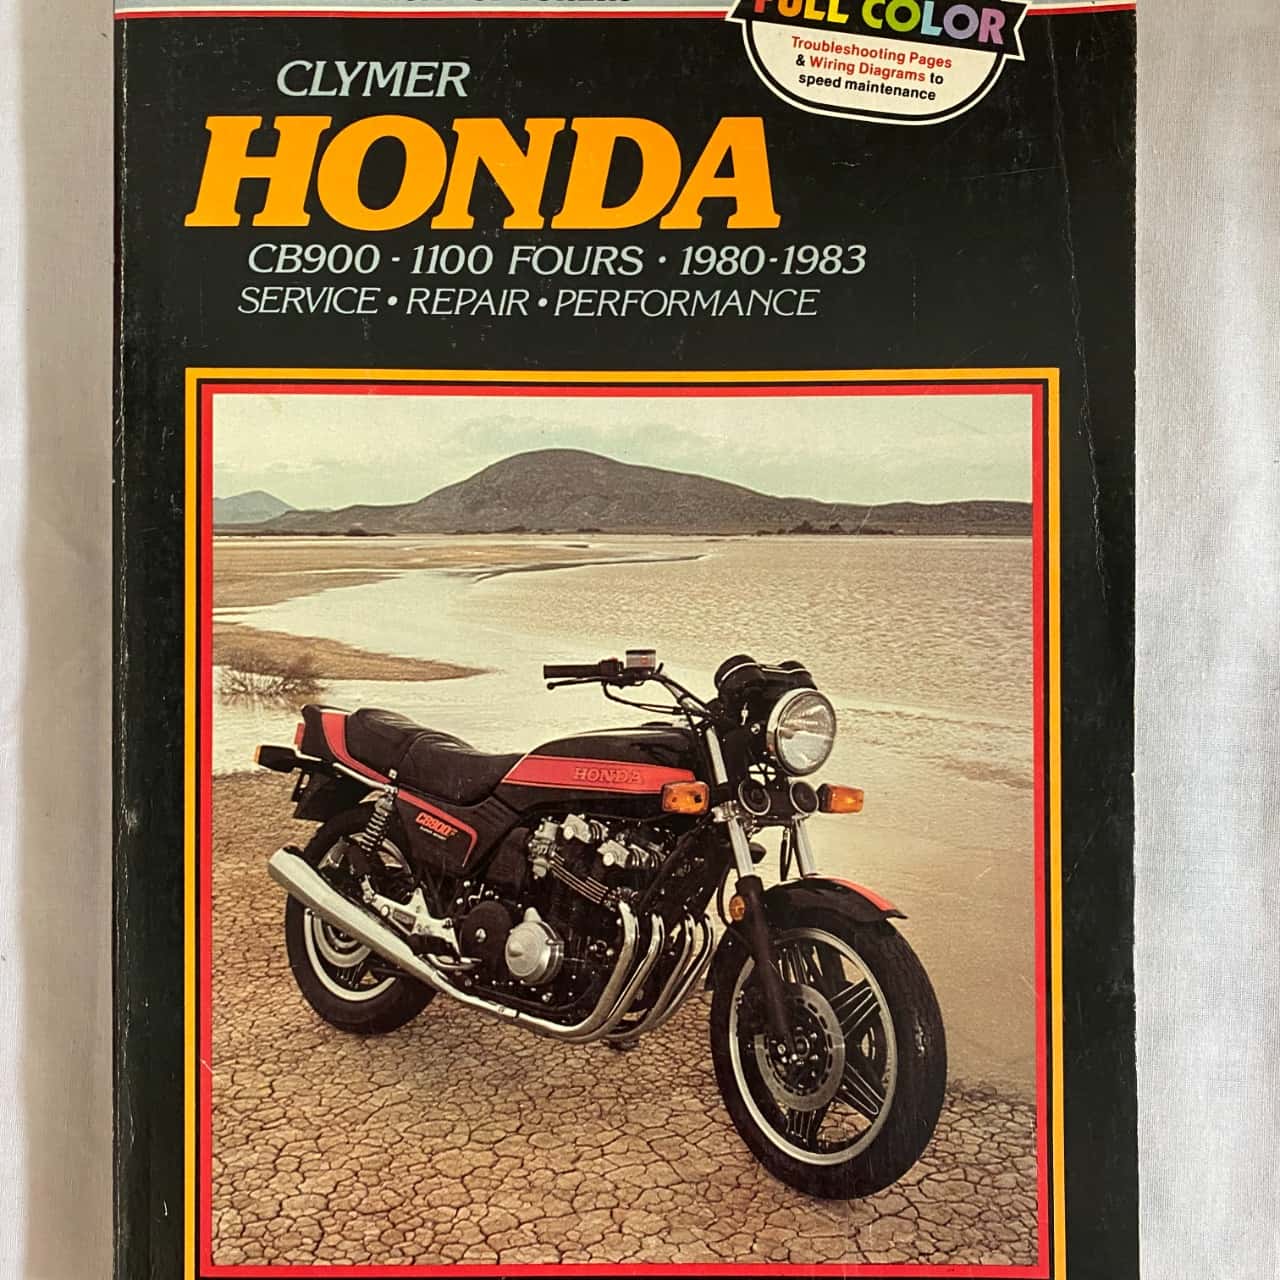 FULL COLOR
Troubleshooting Pages
& Wiring Diagrams to
speed maintenance
CLYMER
HONDA
CB900 - 1100 FOURS • 1980-1983
SERVICE • REPAIR • PERFORMANCE
HONDA
CB900F